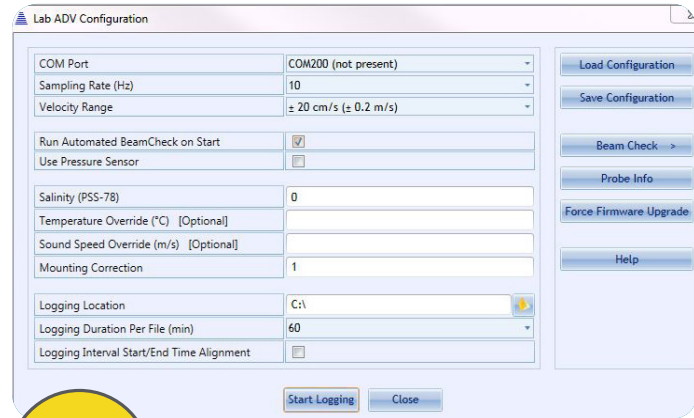 Lab ADV Configuration
COM Port COM200 (not present)
Sampling Rate (Hz) 10
Velocity Range ± 20 cm/s (± 0.2 m/s)
Run Automated BeamCheck on Start
Use Pressure Sensor
Salinity (PSS-78) 0
Temperature Override (°C) [Optional]
Sound Speed Override (m/s) [Optional]
Mounting Correction 1
Logging Location C:\
Logging Duration Per File (min) 60
Logging Interval Start/End Time Alignment
Start Logging Close
Load Configuration
Save Configuration
Beam Check >
Probe Info
Force Firmware Upgrade
Help